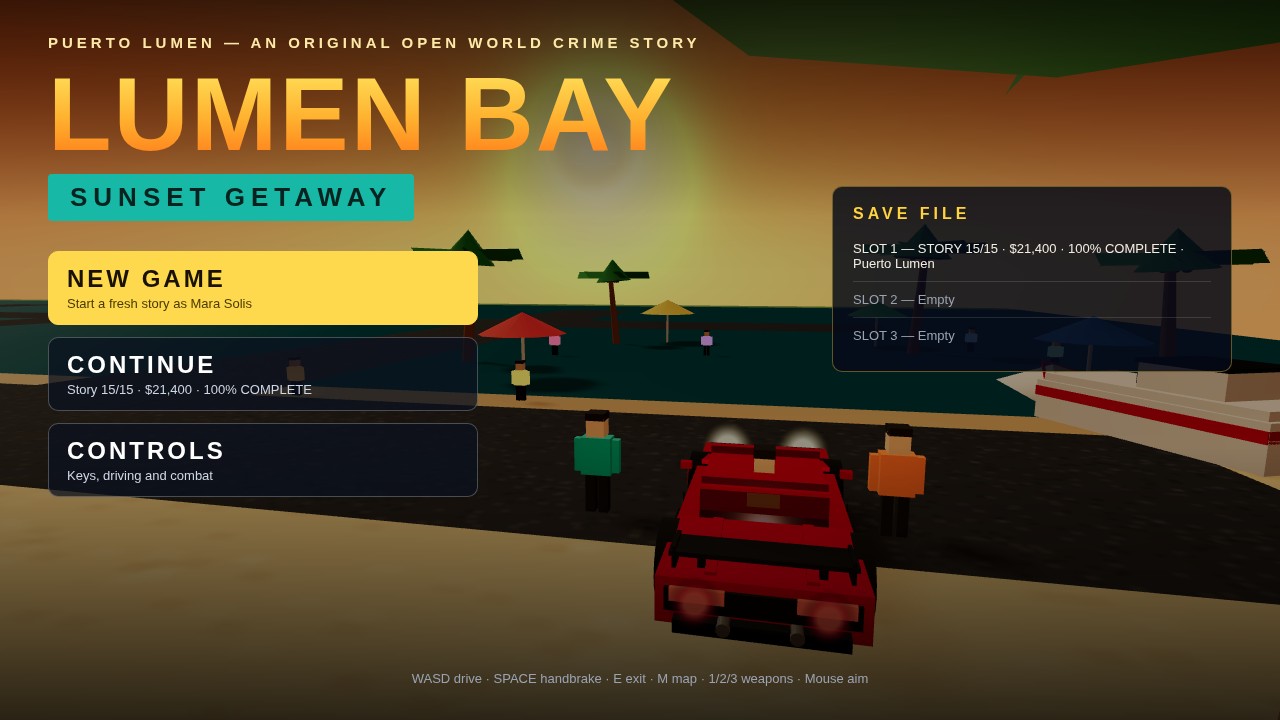 PUERTO LUMEN — AN ORIGINAL OPEN WORLD CRIME STORY
LUMEN BAY
SUNSET GETAWAY
NEW GAME
Start a fresh story as Mara Solis
CONTINUE
Story 15/15 · $21,400 · 100% COMPLETE
CONTROLS
Keys, driving and combat
SAVE FILE
SLOT 1 — STORY 15/15 · $21,400 · 100% COMPLETE ·
Puerto Lumen
SLOT 2 — Empty
SLOT 3 — Empty
WASD drive · SPACE handbrake · E exit · M map · 1/2/3 weapons · Mouse aim